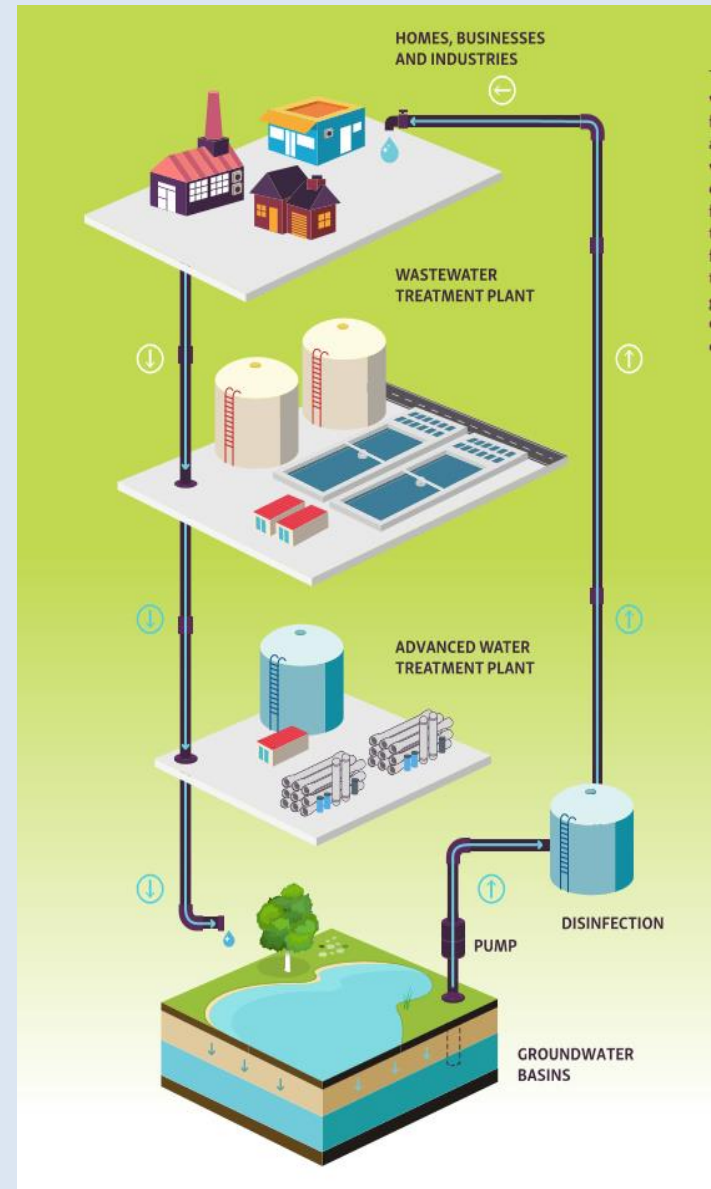 HOMES, BUSINESSES
AND INDUSTRIES
WASTEWATER
TREATMENT PLANT
ADVANCED WATER
TREATMENT PLANT
DISINFECTION
PUMP
GROUNDWATER
BASINS